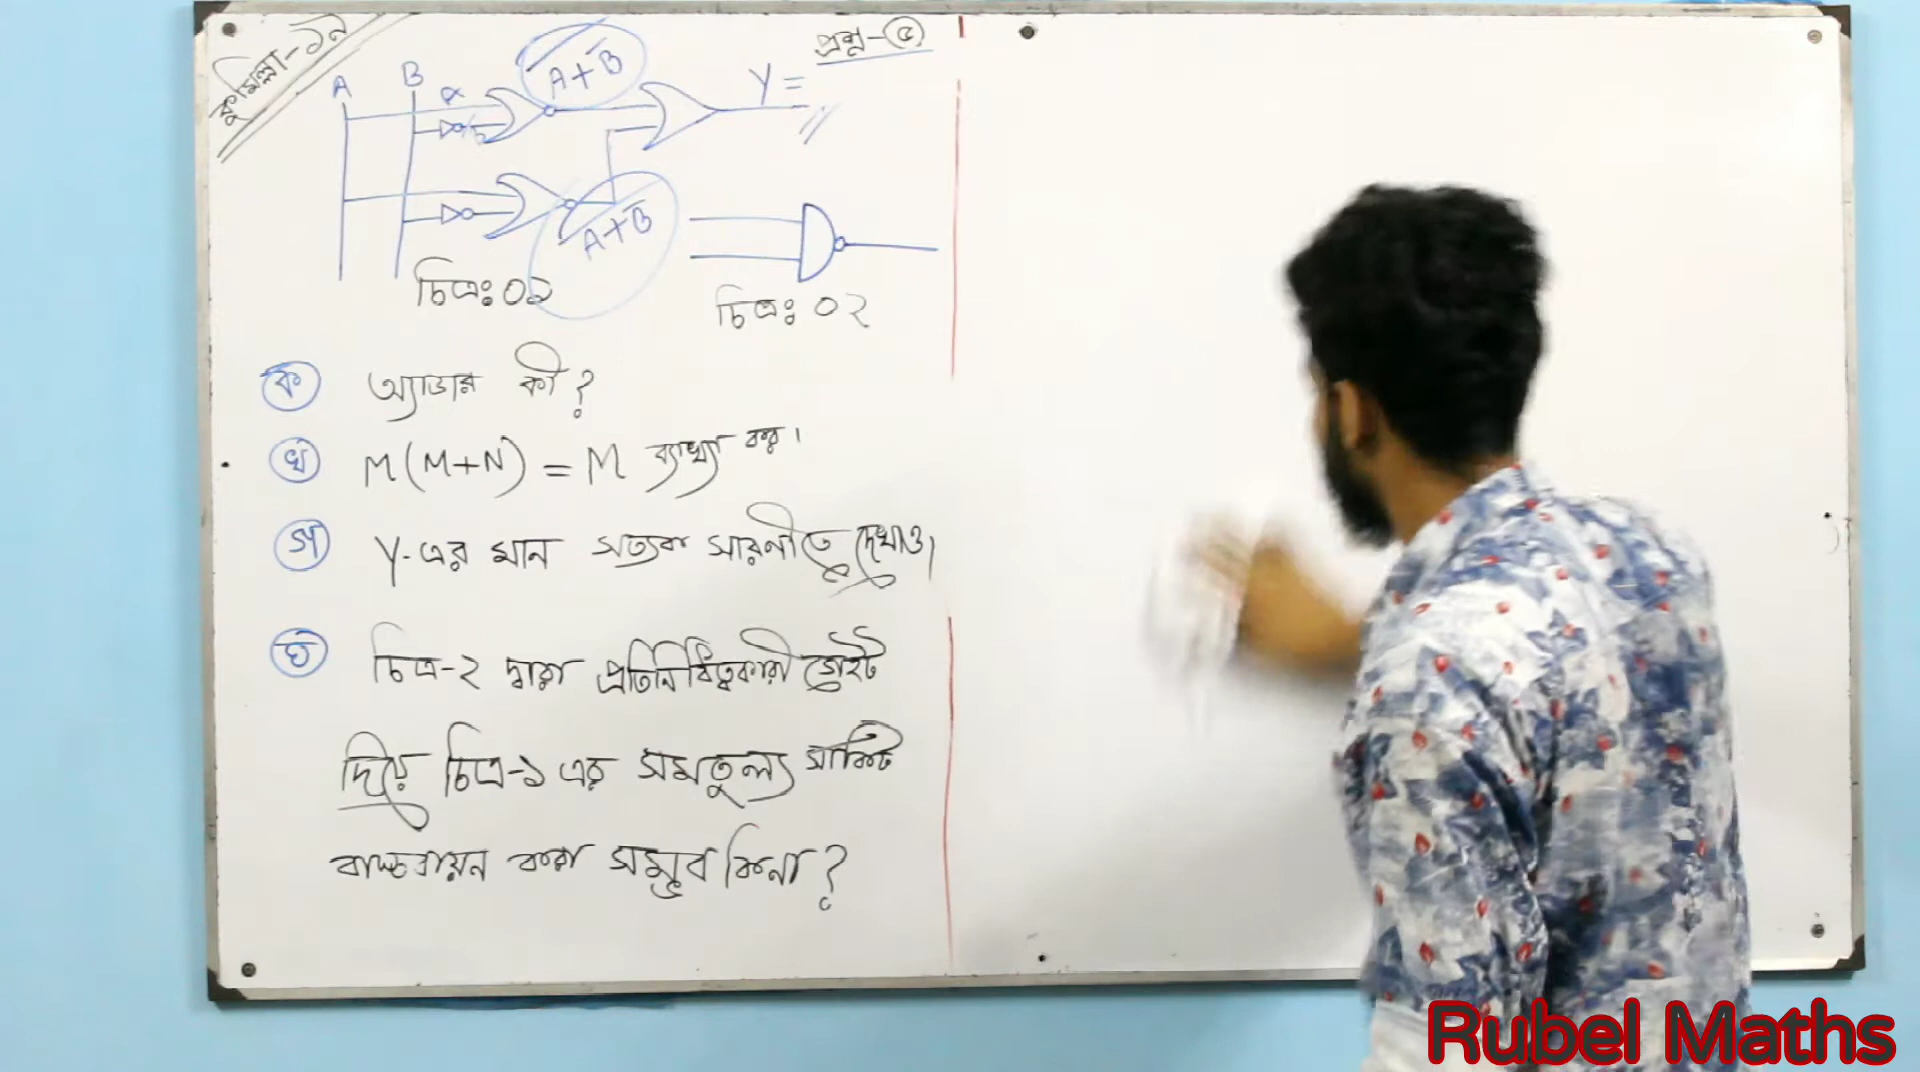 কুমিল্লা-১৯
প্রশ্ন-৫
A B
A+B̅
Y =
A+B̅
চিত্রঃ ০১
চিত্রঃ ০২
ক অ্যাডার কী?
খ M(M+N) = M ব্যাখ্যা কর।
গ Y-এর মান সত্যক সারণীতে দেখাও।
ঘ চিত্র-২ দ্বারা প্রতিনিধিত্বকারী গেইট
দিয়ে চিত্র-১ এর সমতুল্য সার্কিট
বাস্তবায়ন করা সম্ভব কিনা?
Rubel Maths